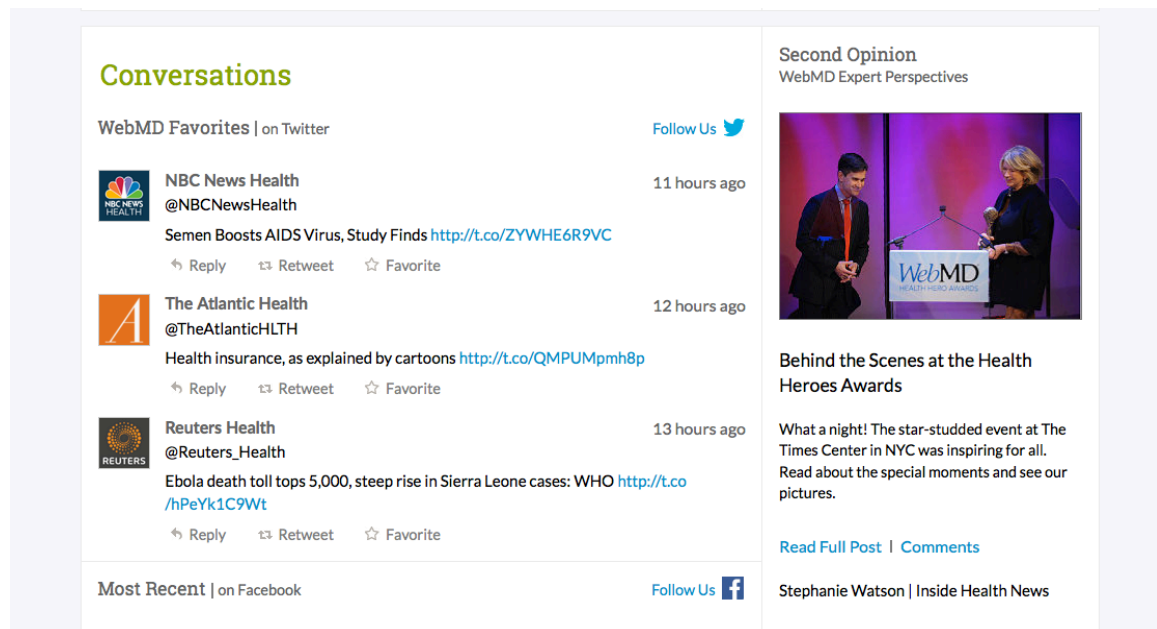 Conversations
WebMD Favorites | on Twitter
Follow Us
NBC NEWS
HEALTH
NBC News Health
11 hours ago
@NBCNewsHealth
Semen Boosts AIDS Virus, Study Finds http://t.co/ZYWHE6R9VC
Reply Retweet Favorite
A
The Atlantic Health
12 hours ago
@TheAtlanticHLTH
Health insurance, as explained by cartoons http://t.co/QMPUMpmh8p
Reply Retweet Favorite
REUTERS
Reuters Health
13 hours ago
@Reuters_Health
Ebola death toll tops 5,000, steep rise in Sierra Leone cases: WHO http://t.co
/hPeYk1C9Wt
Reply Retweet Favorite
Most Recent | on Facebook
Follow Us
Second Opinion
WebMD Expert Perspectives
WebMD
HEALTH HERO AWARDS
Behind the Scenes at the Health
Heroes Awards
What a night! The star-studded event at The
Times Center in NYC was inspiring for all.
Read about the special moments and see our
pictures.
Read Full Post | Comments
Stephanie Watson | Inside Health News